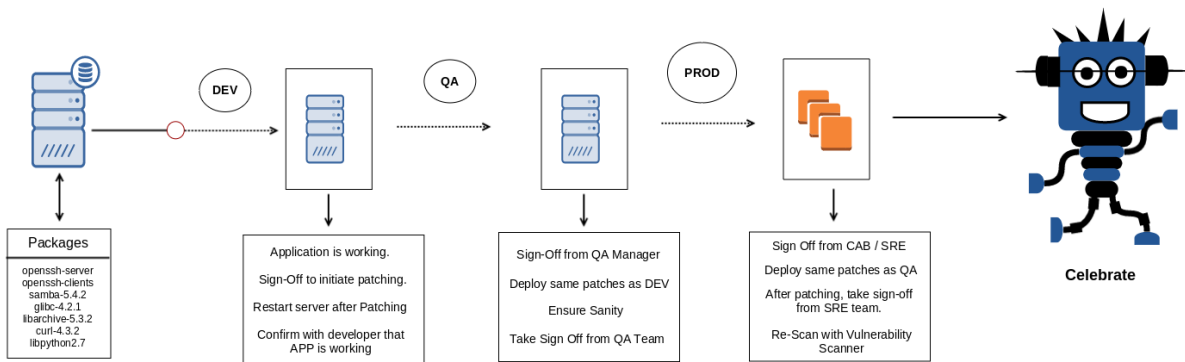 DEV
QA
PROD
Packages
openssh-server
openssh-clients
samba-5.4.2
glibc-4.2.1
libarchive-5.3.2
curl-4.3.2
libpython2.7
Application is working.
Sign-Off to initiate patching.
Restart server after Patching
Confirm with developer that
APP is working
Sign-Off from QA Manager
Deploy same patches as DEV
Ensure Sanity
Take Sign Off from QA Team
Sign Off from CAB / SRE
Deploy same patches as QA
After patching, take sign-off
from SRE team.
Re-Scan with Vulnerability
Scanner
Celebrate